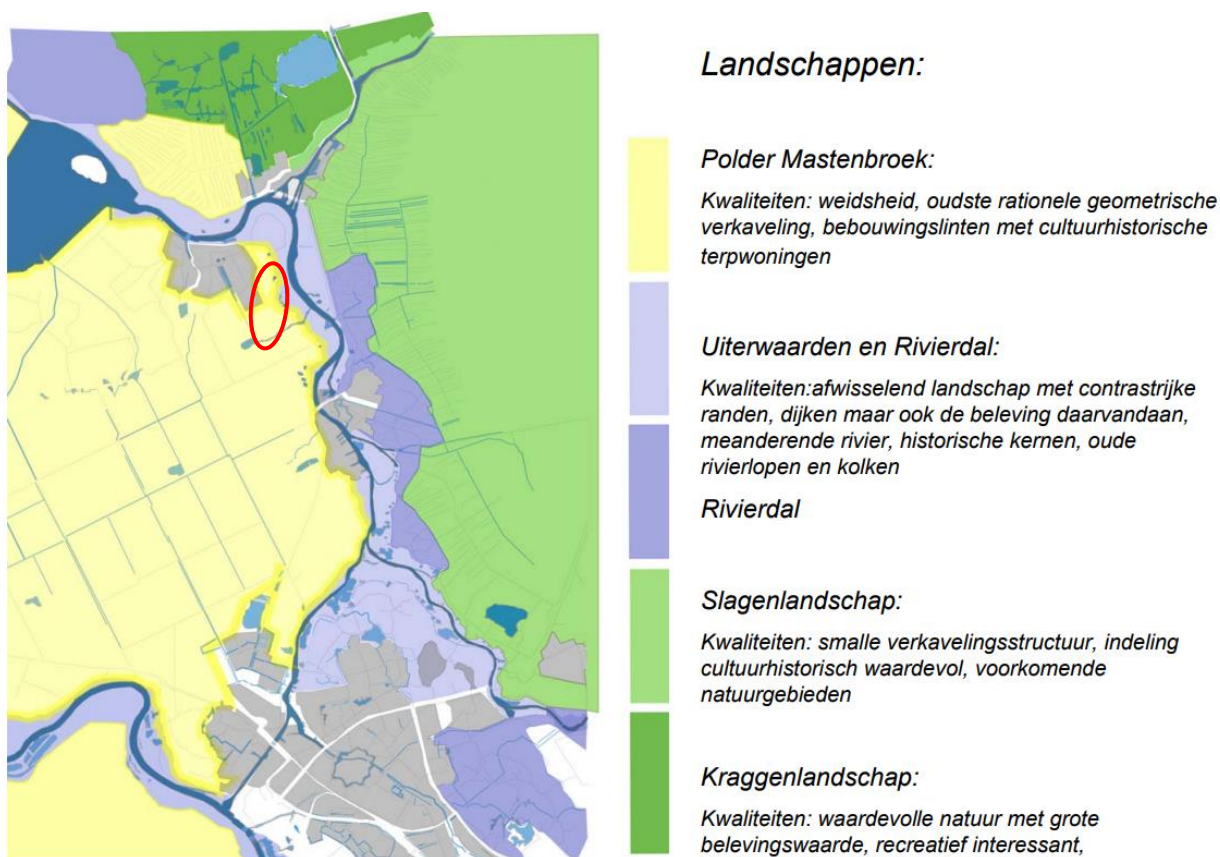 Landschappen:
Polder Mastenbroek:
Kwaliteiten: weidsheid, oudste rationele geometrische
verkaveling, bebouwingslinten met cultuurhistorische
terpwoningen
Uiterwaarden en Rivierdal:
Kwaliteiten:afwisselend landschap met contrastrijke
randen, dijken maar ook de beleving daarvandaan,
meanderende rivier, historische kernen, oude
rivierlopen en kolken
Rivierdal
Slagenlandschap:
Kwaliteiten: smalle verkavelingsstructuur, indeling
cultuurhistorisch waardevol, voorkomende
natuurgebieden
Kraggenlandschap:
Kwaliteiten: waardevolle natuur met grote
belevingswaarde, recreatief interessant,